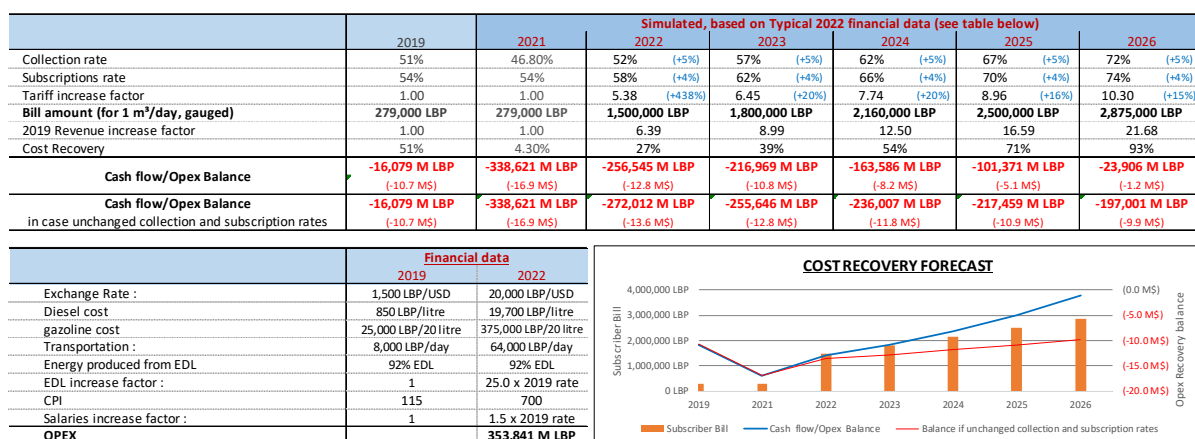 Simulated, based on Typical 2022 financial data (see table below)
2019 2021 2022 2023 2024 2025 2026
Collection rate 51% 46.80% 52% (+5%) 57% (+5%) 62% (+5%) 67% (+5%) 72% (+5%)
Subscriptions rate 54% 54% 58% (+4%) 62% (+4%) 66% (+4%) 70% (+4%) 74% (+4%)
Tariff increase factor 1.00 1.00 5.38 (+438%) 6.45 (+20%) 7.74 (+20%) 8.96 (+16%) 10.30 (+15%)
Bill amount (for 1 m³/day, gauged) 279,000 LBP 279,000 LBP 1,500,000 LBP 1,800,000 LBP 2,160,000 LBP 2,500,000 LBP 2,875,000 LBP
2019 Revenue increase factor 1.00 1.00 6.39 8.99 12.50 16.59 21.68
Cost Recovery 51% 4.30% 27% 39% 54% 71% 93%
Cash flow/Opex Balance -16,079 M LBP -338,621 M LBP -256,545 M LBP -216,969 M LBP -163,586 M LBP -101,371 M LBP -23,906 M LBP
(-10.7 M$) (-16.9 M$) (-12.8 M$) (-10.8 M$) (-8.2 M$) (-5.1 M$) (-1.2 M$)
Cash flow/Opex Balance -16,079 M LBP -338,621 M LBP -272,012 M LBP -255,646 M LBP -236,007 M LBP -217,459 M LBP -197,001 M LBP
in case unchanged collection and subscription rates (-10.7 M$) (-16.9 M$) (-13.6 M$) (-12.8 M$) (-11.8 M$) (-10.9 M$) (-9.9 M$)
Financial data
2019 2022
Exchange Rate : 1,500 LBP/USD 20,000 LBP/USD
Diesel cost 850 LBP/litre 19,700 LBP/litre
gazoline cost 25,000 LBP/20 litre 375,000 LBP/20 litre
Transportation : 8,000 LBP/day 64,000 LBP/day
Energy produced from EDL 92% EDL 92% EDL
EDL increase factor : 1 25.0 x 2019 rate
CPI 115 700
Salaries increase factor : 1 1.5 x 2019 rate
OPEX 353,841 M LBP
COST RECOVERY FORECAST
Subscriber Bill
4,000,000 LBP
3,000,000 LBP
2,000,000 LBP
1,000,000 LBP
0 LBP
(0.0 M$)
(-5.0 M$)
(-10.0 M$)
(-15.0 M$)
(-20.0 M$)
Opex Recovery balance
2019 2021 2022 2023 2024 2025 2026
Subscriber Bill Cash flow/Opex Balance Balance if unchanged collection and subscription rates